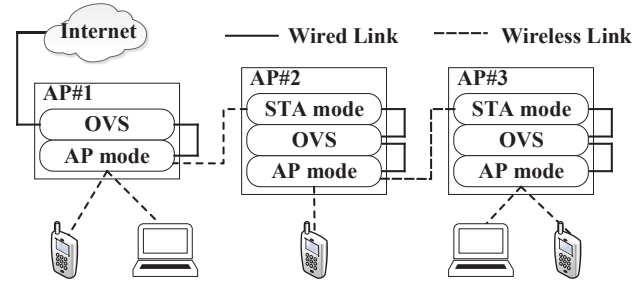 Internet
Wired Link
Wireless Link
AP#1
OVS
AP mode
AP#2
STA mode
OVS
AP mode
AP#3
STA mode
OVS
AP mode